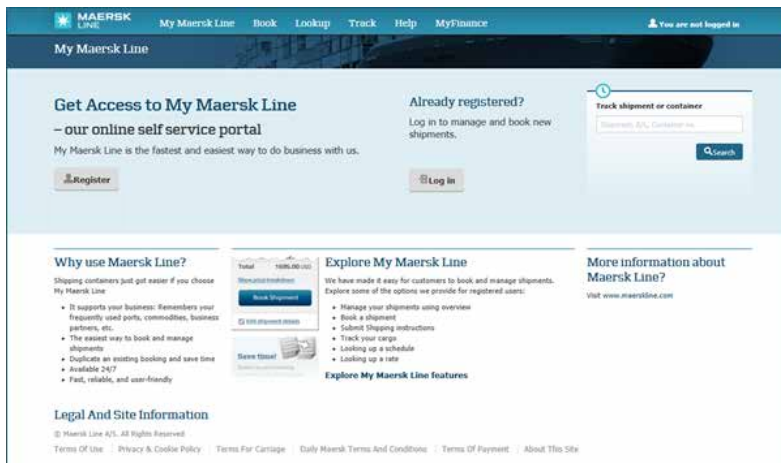 MAERSK
LINE
My Maersk Line Book Lookup Track Help MyFinance
You are not logged in
My Maersk Line
Get Access to My Maersk Line
– our online self service portal
My Maersk Line is the fastest and easiest way to do business with us.
Register
Already registered?
Log in to manage and book new
shipments.
Log in
Track shipment or container
Search
Why use Maersk Line?
Shipping containers just got easier if you choose
My Maersk Line
• It supports your business: Remembers your
frequently used ports, commodities, business
partners, etc.
• The easiest way to book and manage
shipments
• Duplicate an existing booking and save time
• Available 24/7
• Fast, reliable, and user-friendly
Total 1686.00 USD
Book Shipment
Edit shipment details
Save time!
Explore My Maersk Line
We have made it easy for customers to book and manage shipments.
Explore some of the options we provide for registered users:
• Manage your shipments using overview
• Book a shipment
• Submit Shipping instructions
• Track your cargo
• Looking up a schedule
• Looking up a rate
Explore My Maersk Line features
More information about
Maersk Line?
Visit www.maerskline.com
Legal And Site Information
© Maersk Line A/S. All Rights Reserved
Terms Of Use Privacy & Cookie Policy Terms For Carriage Daily Maersk Terms And Conditions Terms Of Payment About This Site